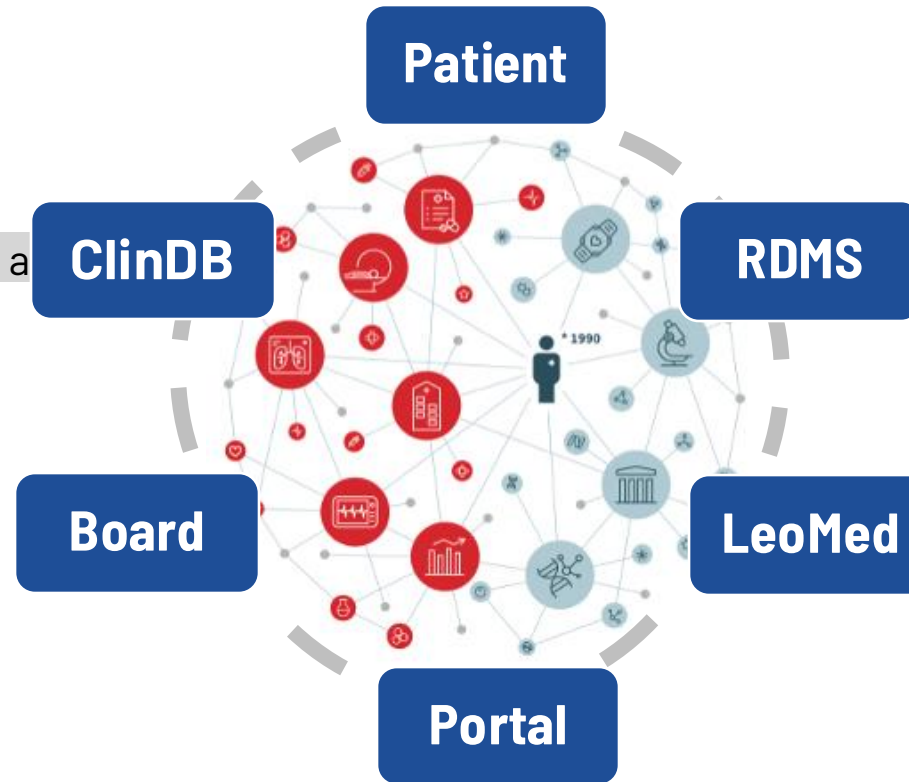 Patient
a
ClinDB
RDMS
* 1990
Board
LeoMed
Portal